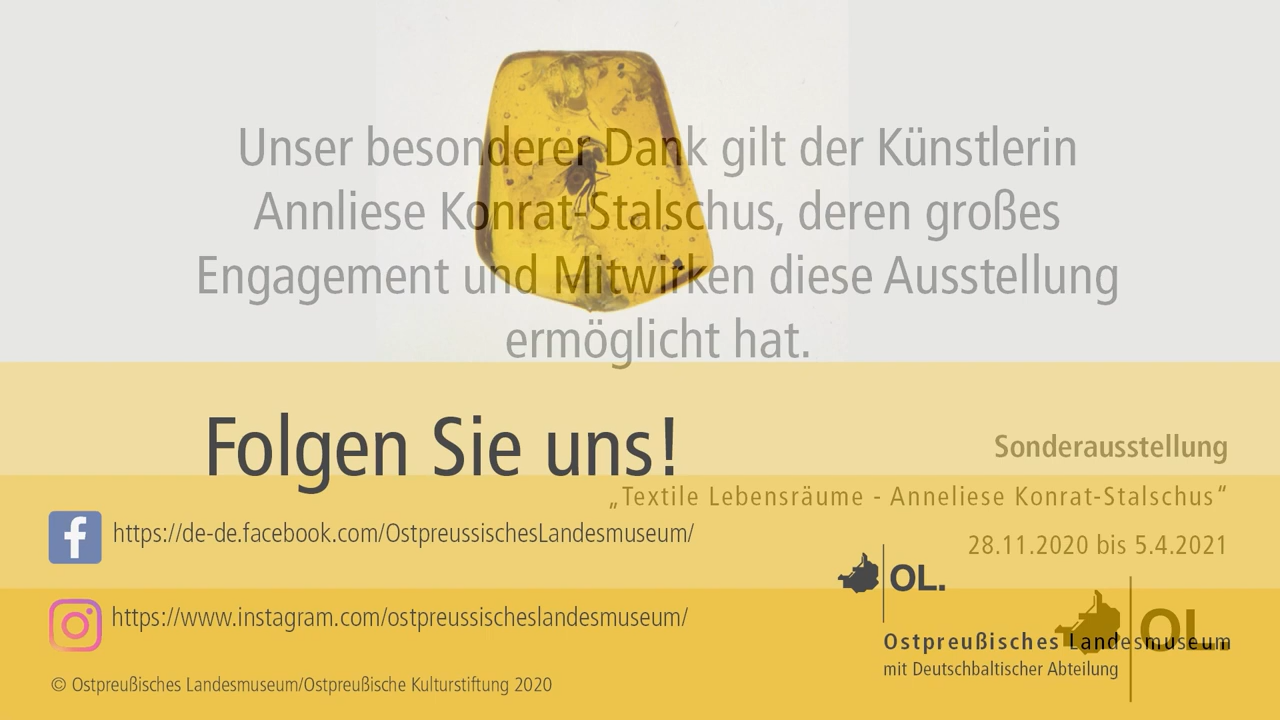 Unser besonderer Dank gilt der Künstlerin
Annliese Konrat-Stalschus, deren großes
Engagement und Mitwirken diese Ausstellung
ermöglicht hat.
Folgen Sie uns!
Sonderausstellung
„Textile Lebensräume - Anneliese Konrat-Stalschus“
28.11.2020 bis 5.4.2021
https://de-de.facebook.com/OstpreussischesLandesmuseum/
https://www.instagram.com/ostpreussischeslandesmuseum/
© Ostpreußisches Landesmuseum/Ostpreußische Kulturstiftung 2020
OL.
Ostpreußisches Landesmuseum
mit Deutschbaltischer Abteilung
OL.